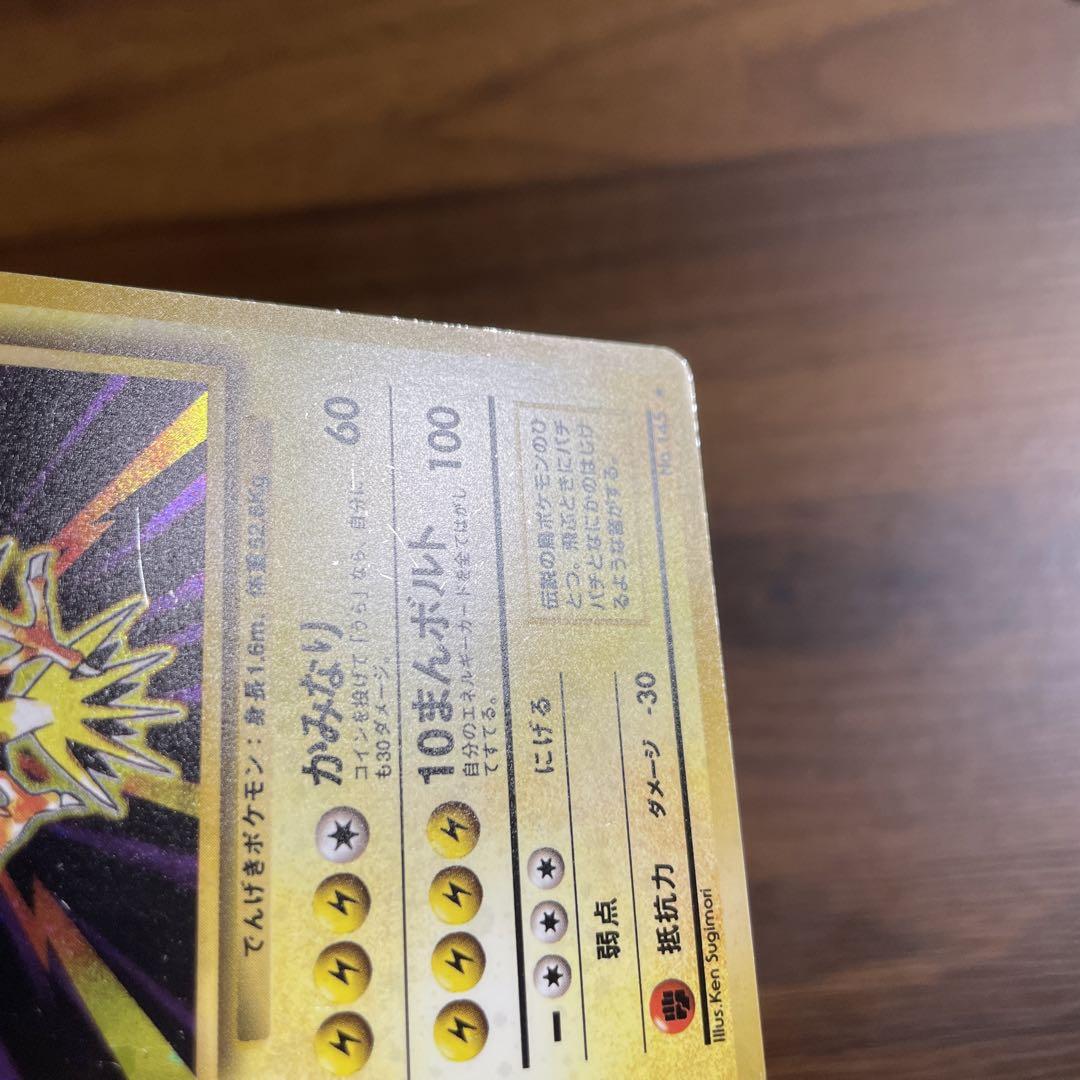 でんげきポケモン：身長1.6m、体重52.6Kg
かみなり 60
コインを投げて「うら」なら、自分に
も30ダメージ。
10まんボルト 100
自分のエネルギーカードを全てはがし
てすてる。
にげる
弱点
抵抗力 ダメージ -30
伝説の鳥ポケモンのひ
とつ。飛ぶときにパチ
パチとなにかのはじけ
るような音がする。
Illus.Ken Sugimori
No.145 ★